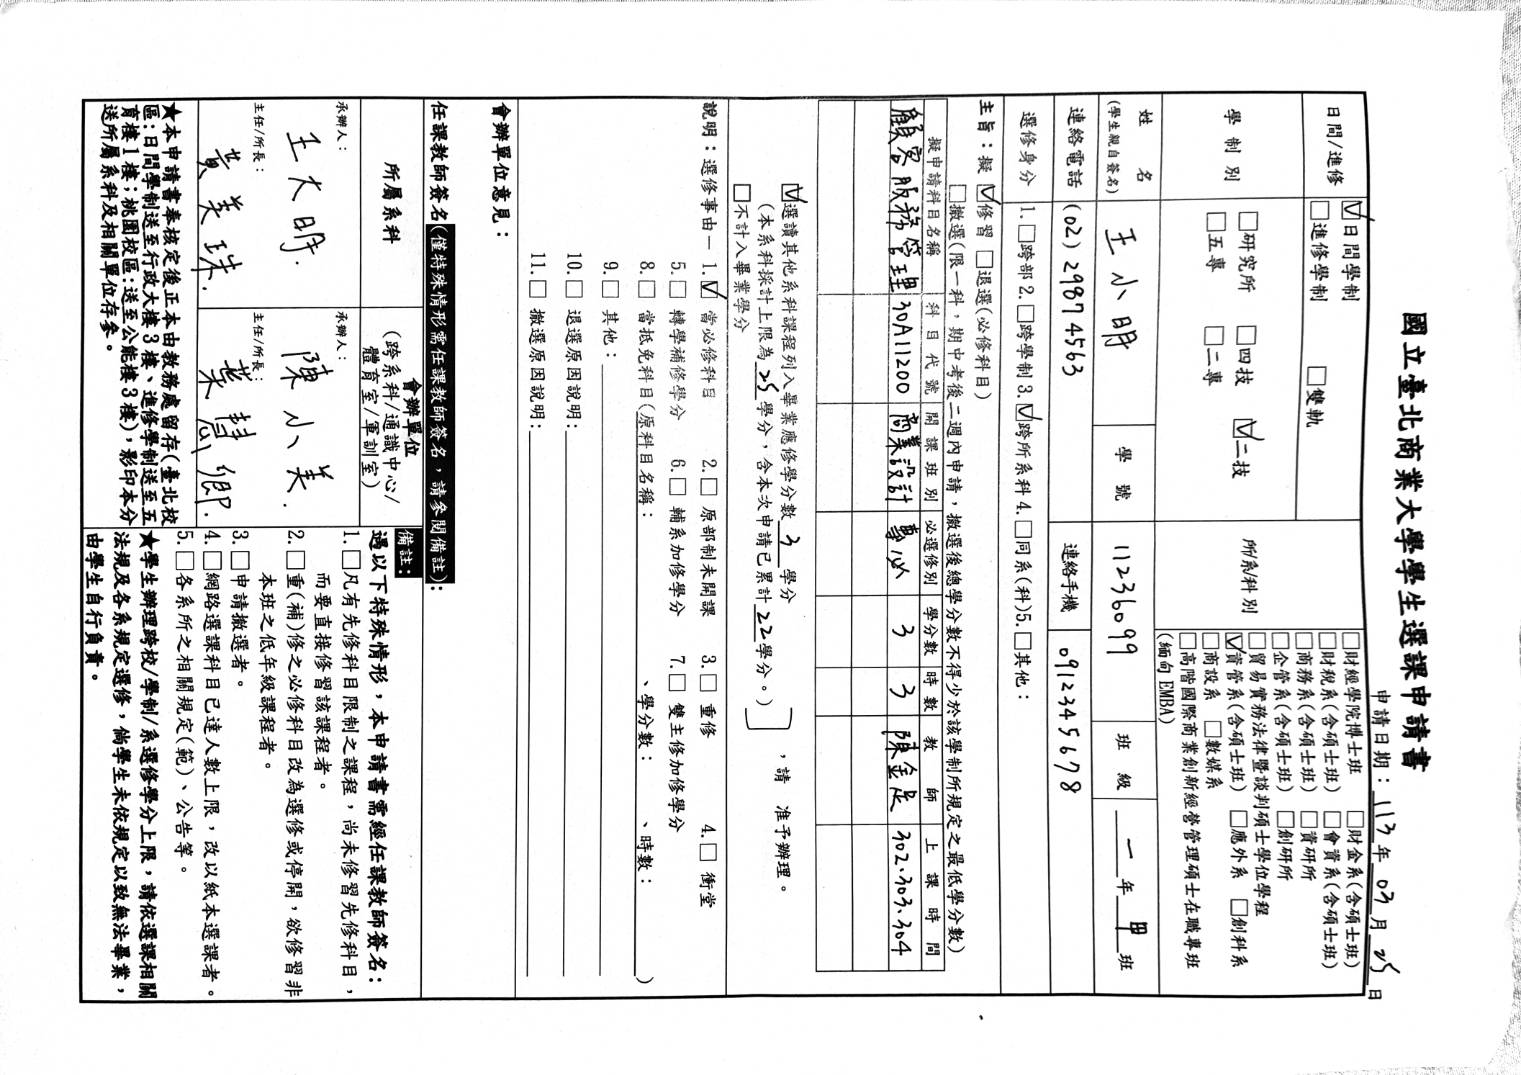 國立臺北商業大學學生選課申請書
申請日期：113年03月25日
日間/進修 ☑日間學制 □雙軌
□進修學制
學制別 □研究所 □四技 ☑二技
□五專 □二專
所/系/科別 □財經學院博士班 □財金系(含碩士班)
□財稅系(含碩士班) □會資系(含碩士班)
□商務系(含碩士班) □資研所
□企管系(含碩士班) □創研所
□貿易實務法律暨談判碩士學位學程
☑資管系(含碩士班) □應外系 □創科系
□商設系 □數媒系
□高階國際商業創新經營管理碩士在職專班
(緬甸 EMBA)
姓名
(學生親自簽名) 王小明 學號 11236099 班級 一年甲班
連絡電話 (02) 29874563 連絡手機 0912345678
選修身分 1.□跨部 2.□跨學制 3.☑跨所系科 4.□同系(科) 5.□其他：
主旨：擬 ☑修習 □退選(必修科目)
□撤選(限一科，期中考後二週內申請，撤選後總學分數不得少於該學制所規定之最低學分數)
擬申請科目名稱 科目代號 開課班別 必選修別 學分數 時數 教師 上課時間
顧客服務管理 30A11200 商業設計 專必 3 3 陳金足 302.303.304
☑選讀其他系科課程列入畢業應修學分數 3 學分
(本系科採計上限為 25 學分，含本次申請已累計 22 學分。)
□不計入畢業學分
，請 准予辦理。
說明：選修事由－1.☑ 當必修科目 2.□ 原部制未開課 3.□ 重修 4.□ 衝堂
5.□ 轉學補修學分 6.□ 輔系加修學分 7.□ 雙主修加修學分
8.□ 當抵免科目(原科目名稱： 、學分數： 、時數： )
9.□ 其他：
10.□ 退選原因說明：
11.□ 撤選原因說明：
會辦單位意見：
任課教師簽名(僅特殊情形需任課教師簽名，請參閱備註)：
所屬系科
承辦人：
王大明.
主任/所長：
黃美珠.
會辦單位
(跨系科/通識中心/
體育室/軍訓室)
承辦人：
陳小美.
主任/所長：
葉慧卿.
備註：
遇以下特殊情形，本申請書需經任課教師簽名：
1.□凡有先修科目限制之課程，尚未修習先修科目，
而要直接修習該課程者。
2.□重(補)修之必修科目改為選修或停開，欲修習非
本班之低年級課程者。
3.□申請撤選者。
4.□網路選課科目已達人數上限，改以紙本選課者。
5.□各系所之相關規定(範)、公告等。
★本申請書奉核定後正本由教務處留存(臺北校
區：日間學制送至行政大樓3樓、進修學制送至五
育樓1樓；桃園校區：送至公能樓3樓)，影印本分
送所屬系科及相關單位存參。
★學生辦理跨校/學制/系選修學分上限，請依選課相關
法規及各系規定選修，倘學生未依規定以致無法畢業，
由學生自行負責。